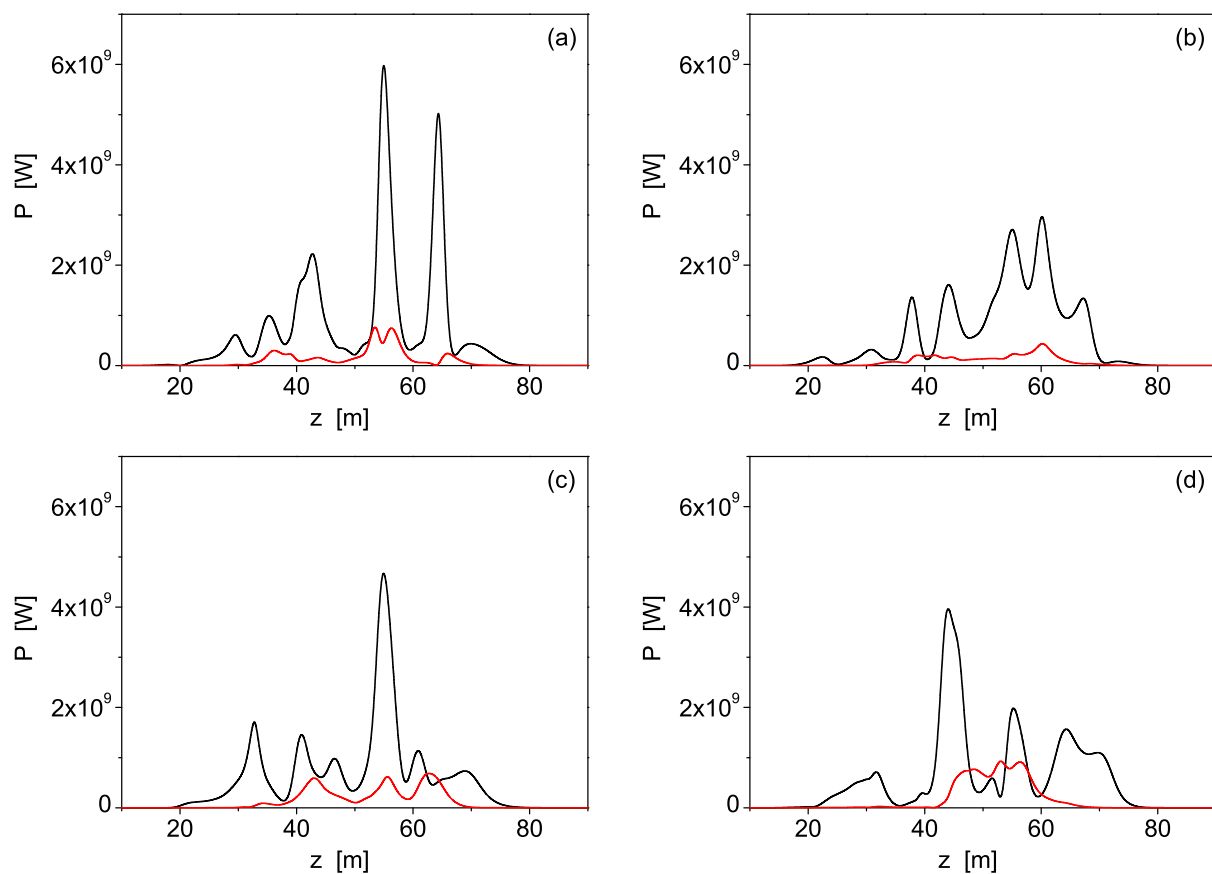 (a)
6x10⁹
4x10⁹
2x10⁹
0
P [W]
20 40 60 80
z [m]
(b)
6x10⁹
4x10⁹
2x10⁹
0
P [W]
20 40 60 80
z [m]
(c)
6x10⁹
4x10⁹
2x10⁹
0
P [W]
20 40 60 80
z [m]
(d)
6x10⁹
4x10⁹
2x10⁹
0
P [W]
20 40 60 80
z [m]